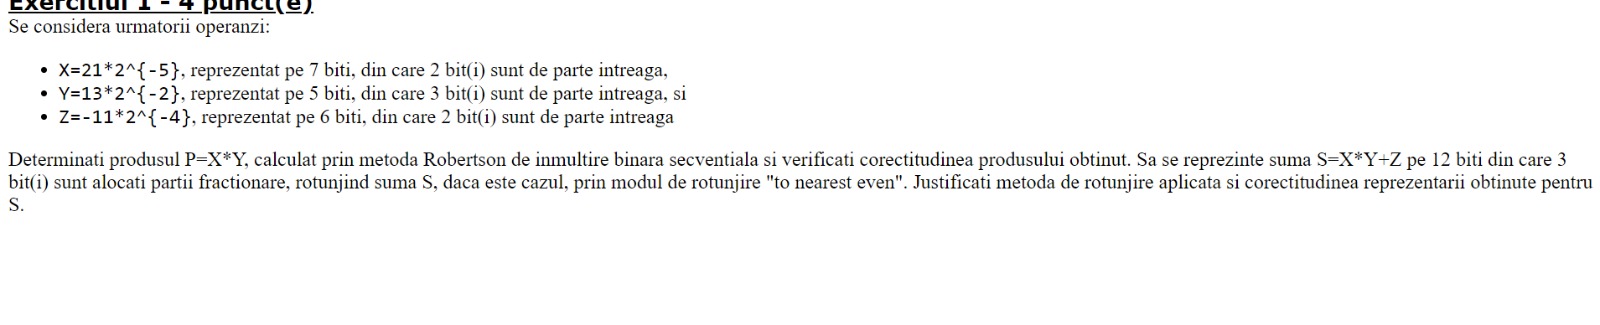 Exercitiul 1 - 4 punct(e)
Se considera urmatorii operanzi:
• X=21*2^{-5}, reprezentat pe 7 biti, din care 2 bit(i) sunt de parte intreaga,
• Y=13*2^{-2}, reprezentat pe 5 biti, din care 3 bit(i) sunt de parte intreaga, si
• Z=-11*2^{-4}, reprezentat pe 6 biti, din care 2 bit(i) sunt de parte intreaga
Determinati produsul P=X*Y, calculat prin metoda Robertson de inmultire binara secventiala si verificati corectitudinea produsului obtinut. Sa se reprezinte suma S=X*Y+Z pe 12 biti din care 3
bit(i) sunt alocati partii fractionare, rotunjind suma S, daca este cazul, prin modul de rotunjire "to nearest even". Justificati metoda de rotunjire aplicata si corectitudinea reprezentarii obtinute pentru
S.